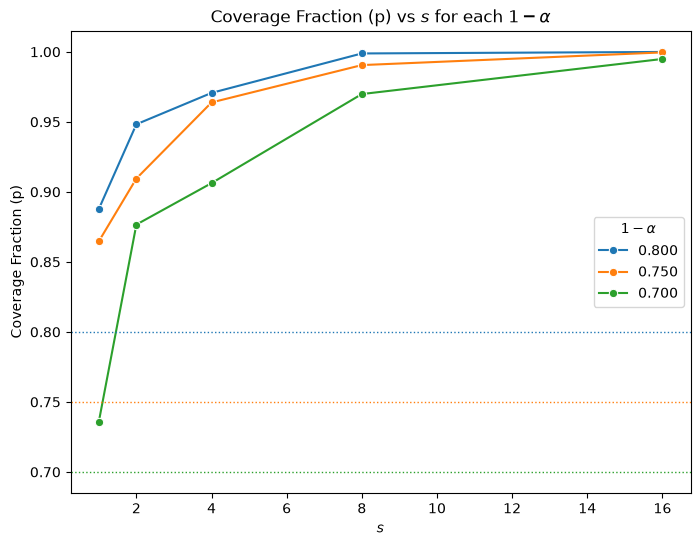 Coverage Fraction (p) vs s for each 1 − α
1.00
0.95
0.90
0.85
0.80
0.75
0.70
Coverage Fraction (p)
1 − α
0.800
0.750
0.700
2 4 6 8 10 12 14 16
s